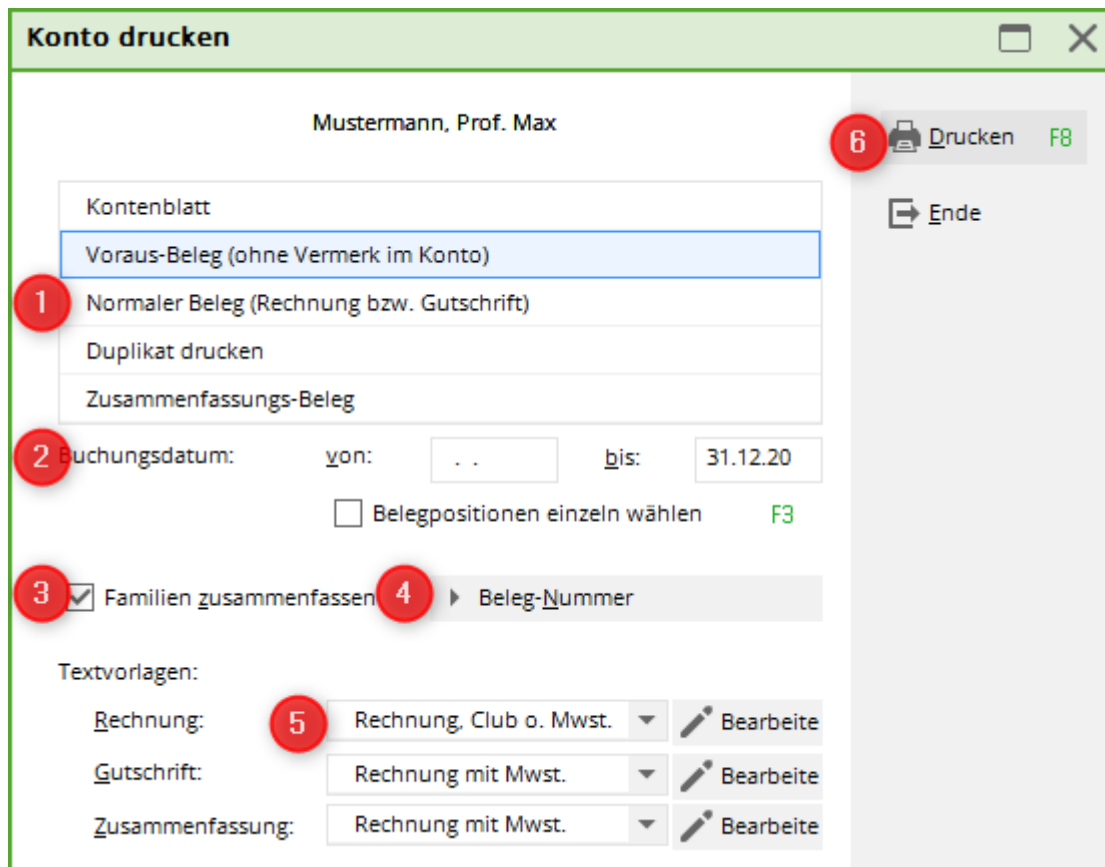 Konto drucken
Mustermann, Prof. Max
6 Drucken F8
Ende
Kontenblatt
Voraus-Beleg (ohne Vermerk im Konto)
1 Normaler Beleg (Rechnung bzw. Gutschrift)
Duplikat drucken
Zusammenfassungs-Beleg
2 Buchungsdatum: von: . . bis: 31.12.20
Belegpositionen einzeln wählen F3
3 Familien zusammenfassen 4 Beleg-Nummer
Textvorlagen:
Rechnung: 5 Rechnung, Club o. Mwst. Bearbeite
Gutschrift: Rechnung mit Mwst. Bearbeite
Zusammenfassung: Rechnung mit Mwst. Bearbeite